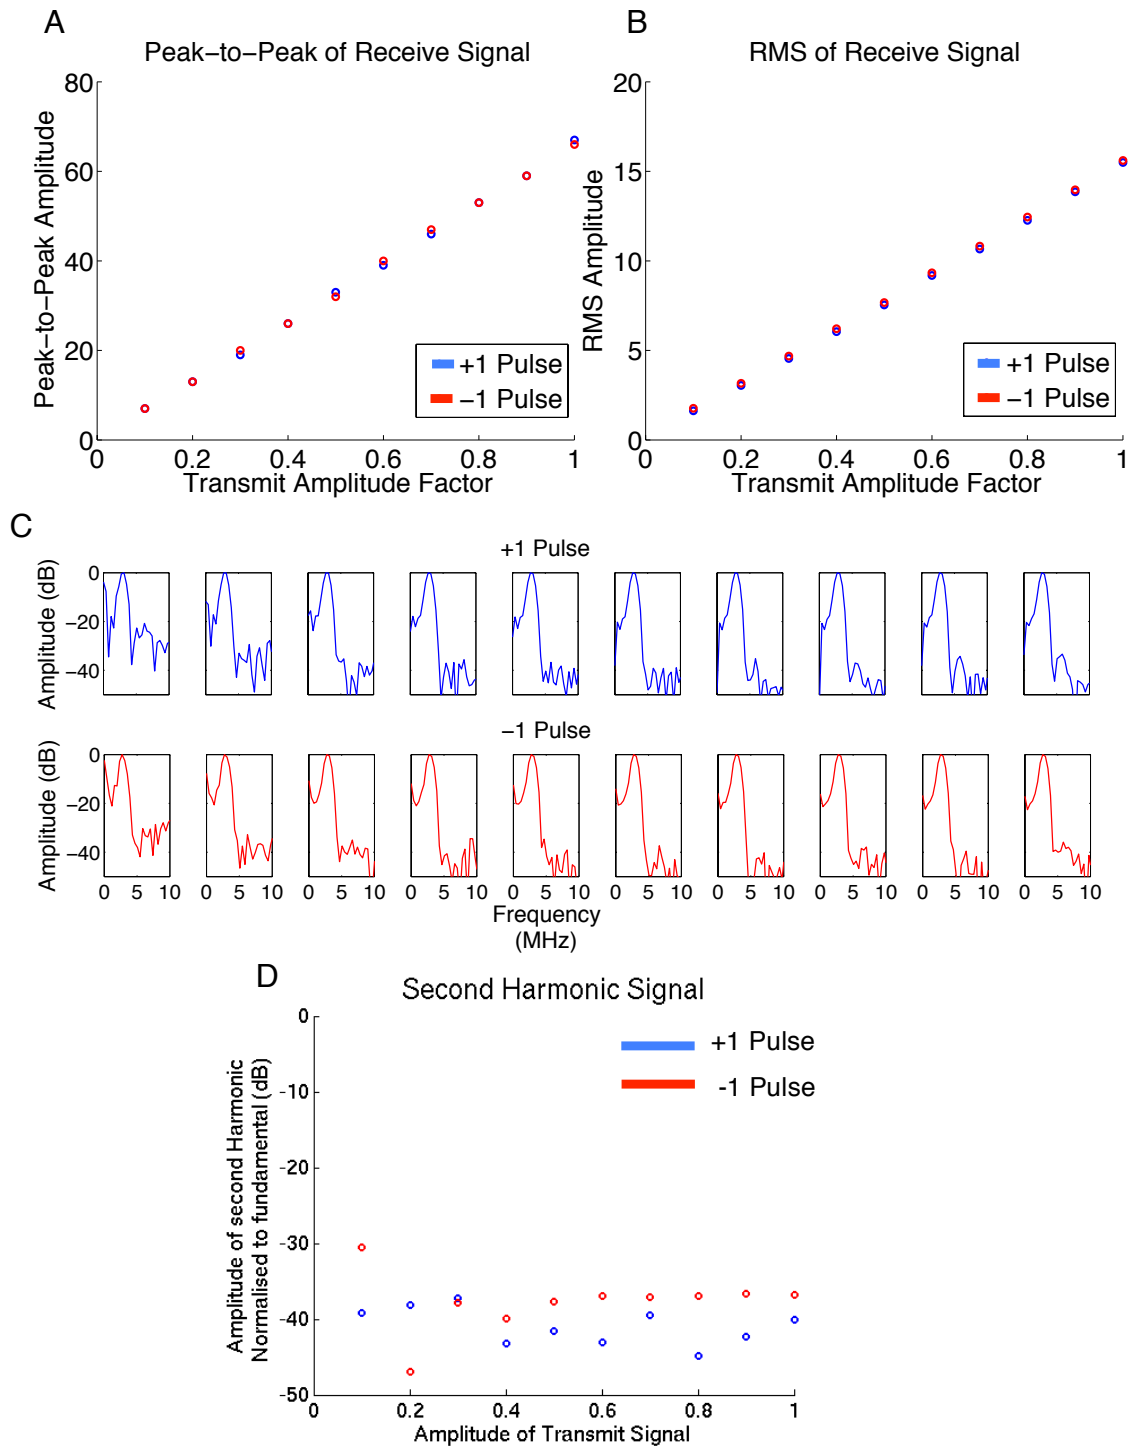 A
Peak−to−Peak of Receive Signal
Peak−to−Peak Amplitude
80
60
40
20
0
0 0.2 0.4 0.6 0.8 1
Transmit Amplitude Factor
+1 Pulse
−1 Pulse
B
RMS of Receive Signal
RMS Amplitude
20
15
10
5
0
0 0.2 0.4 0.6 0.8 1
Transmit Amplitude Factor
+1 Pulse
−1 Pulse
C
+1 Pulse
Amplitude (dB)
0
−20
−40
−1 Pulse
Amplitude (dB)
0
−20
−40
0 5 10 0 5 10 0 5 10 0 5 10 0 5 10 0 5 10 0 5 10 0 5 10 0 5 10 0 5 10
Frequency
(MHz)
D
Second Harmonic Signal
Amplitude of second Harmonic
Normalised to fundamental (dB)
0
-10
-20
-30
-40
-50
0 0.2 0.4 0.6 0.8 1
Amplitude of Transmit Signal
+1 Pulse
-1 Pulse